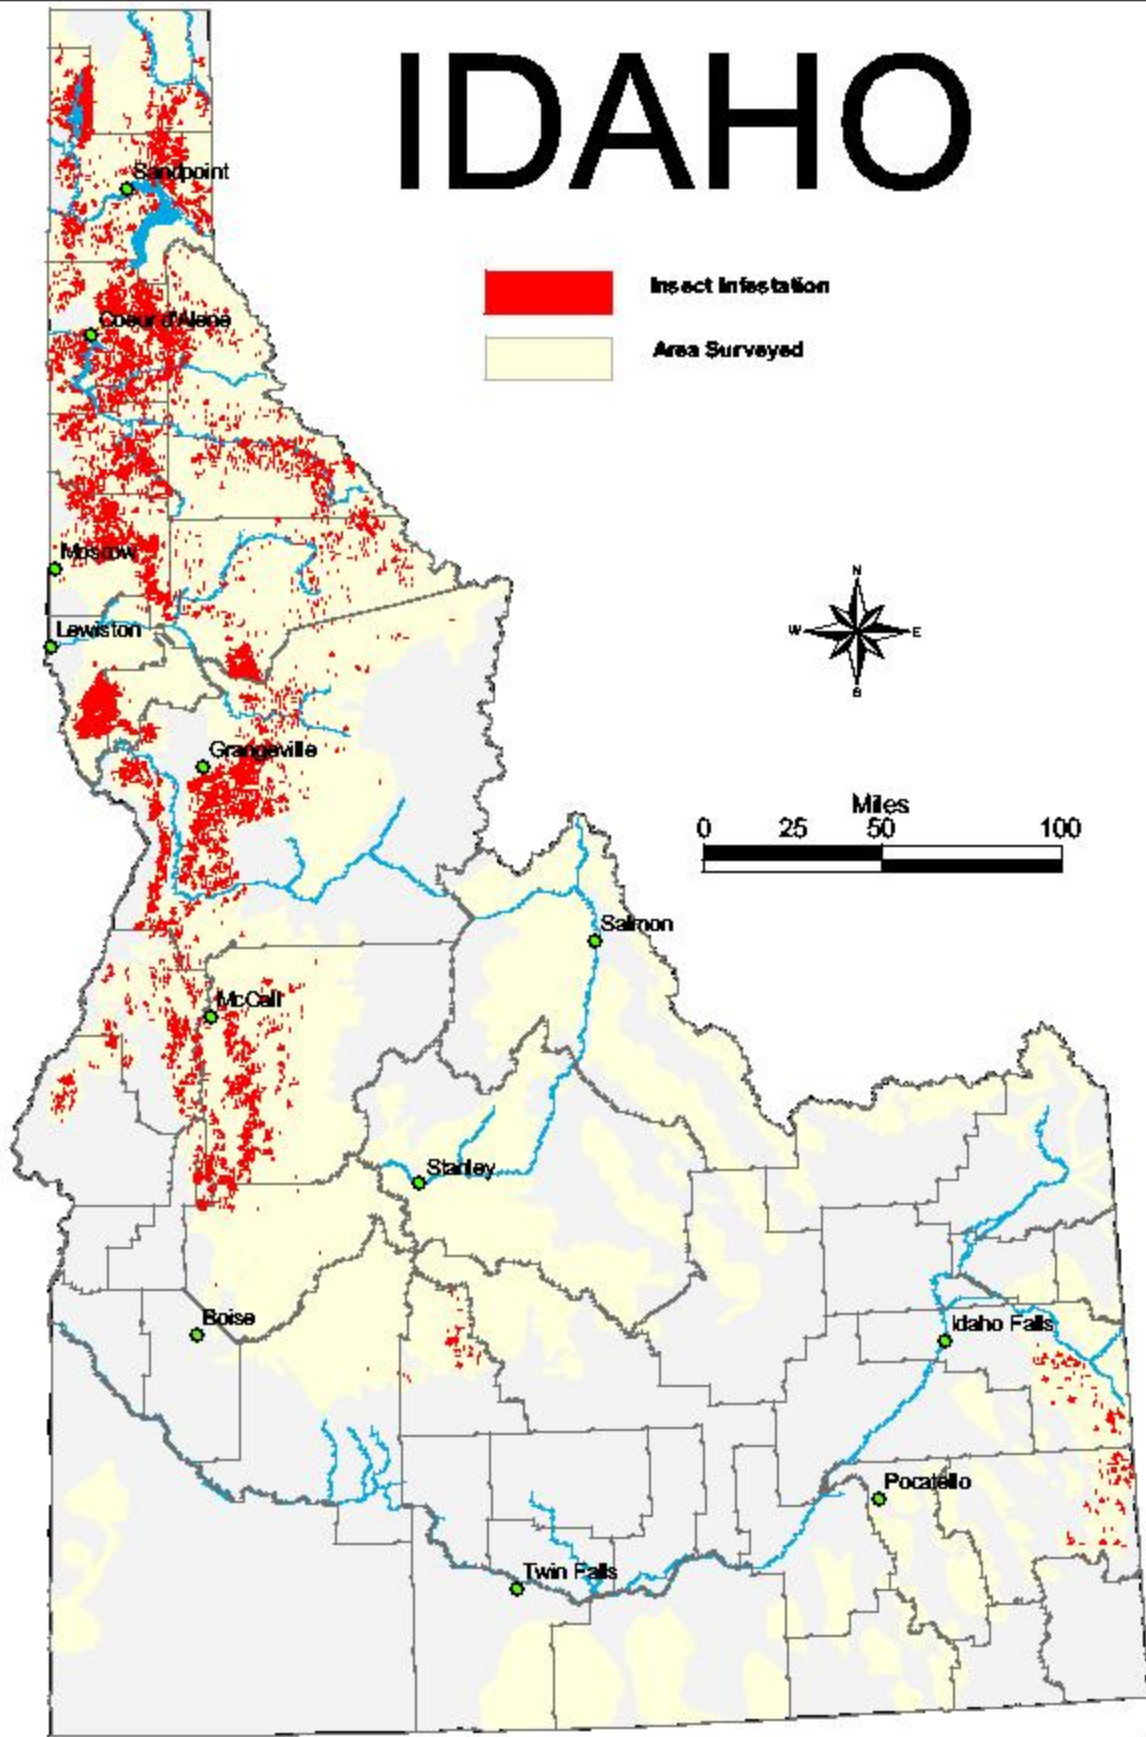 IDAHO
Sandpoint
Insect Infestation
Coeur d'Alene
Area Surveyed
Moscow
N
W
E
S
Lewiston
Grangeville
Miles
0 25 50 100
Salmon
McCall
Stanley
Boise
Idaho Falls
Pocatello
Twin Falls